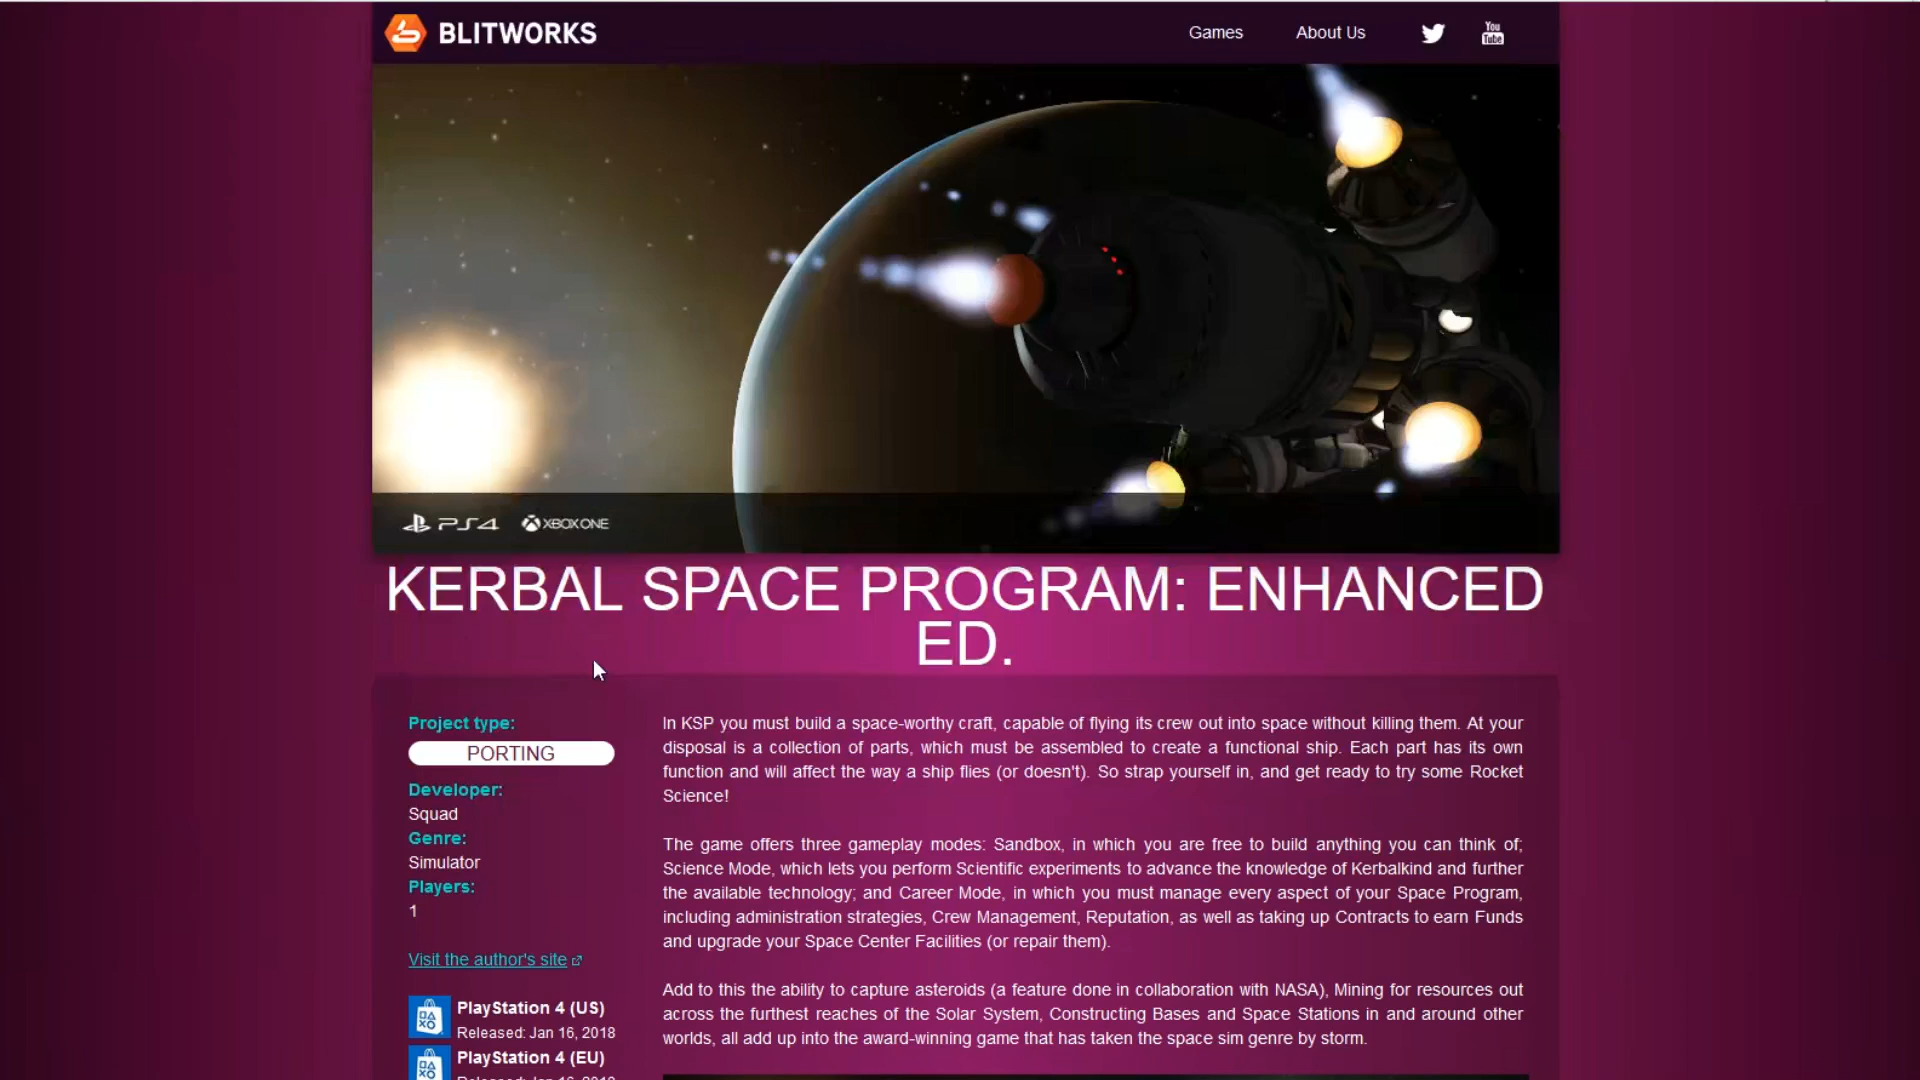 BLITWORKS
Games
About Us
You
Tube
PS4
XBOX ONE
KERBAL SPACE PROGRAM: ENHANCED
ED.
Project type:
PORTING
Developer:
Squad
Genre:
Simulator
Players:
1
Visit the author's site
PlayStation 4 (US)
Released: Jan 16, 2018
PlayStation 4 (EU)
In KSP you must build a space-worthy craft, capable of flying its crew out into space without killing them. At your
disposal is a collection of parts, which must be assembled to create a functional ship. Each part has its own
function and will affect the way a ship flies (or doesn't). So strap yourself in, and get ready to try some Rocket
Science!
The game offers three gameplay modes: Sandbox, in which you are free to build anything you can think of;
Science Mode, which lets you perform Scientific experiments to advance the knowledge of Kerbalkind and further
the available technology; and Career Mode, in which you must manage every aspect of your Space Program,
including administration strategies, Crew Management, Reputation, as well as taking up Contracts to earn Funds
and upgrade your Space Center Facilities (or repair them).
Add to this the ability to capture asteroids (a feature done in collaboration with NASA), Mining for resources out
across the furthest reaches of the Solar System, Constructing Bases and Space Stations in and around other
worlds, all add up into the award-winning game that has taken the space sim genre by storm.